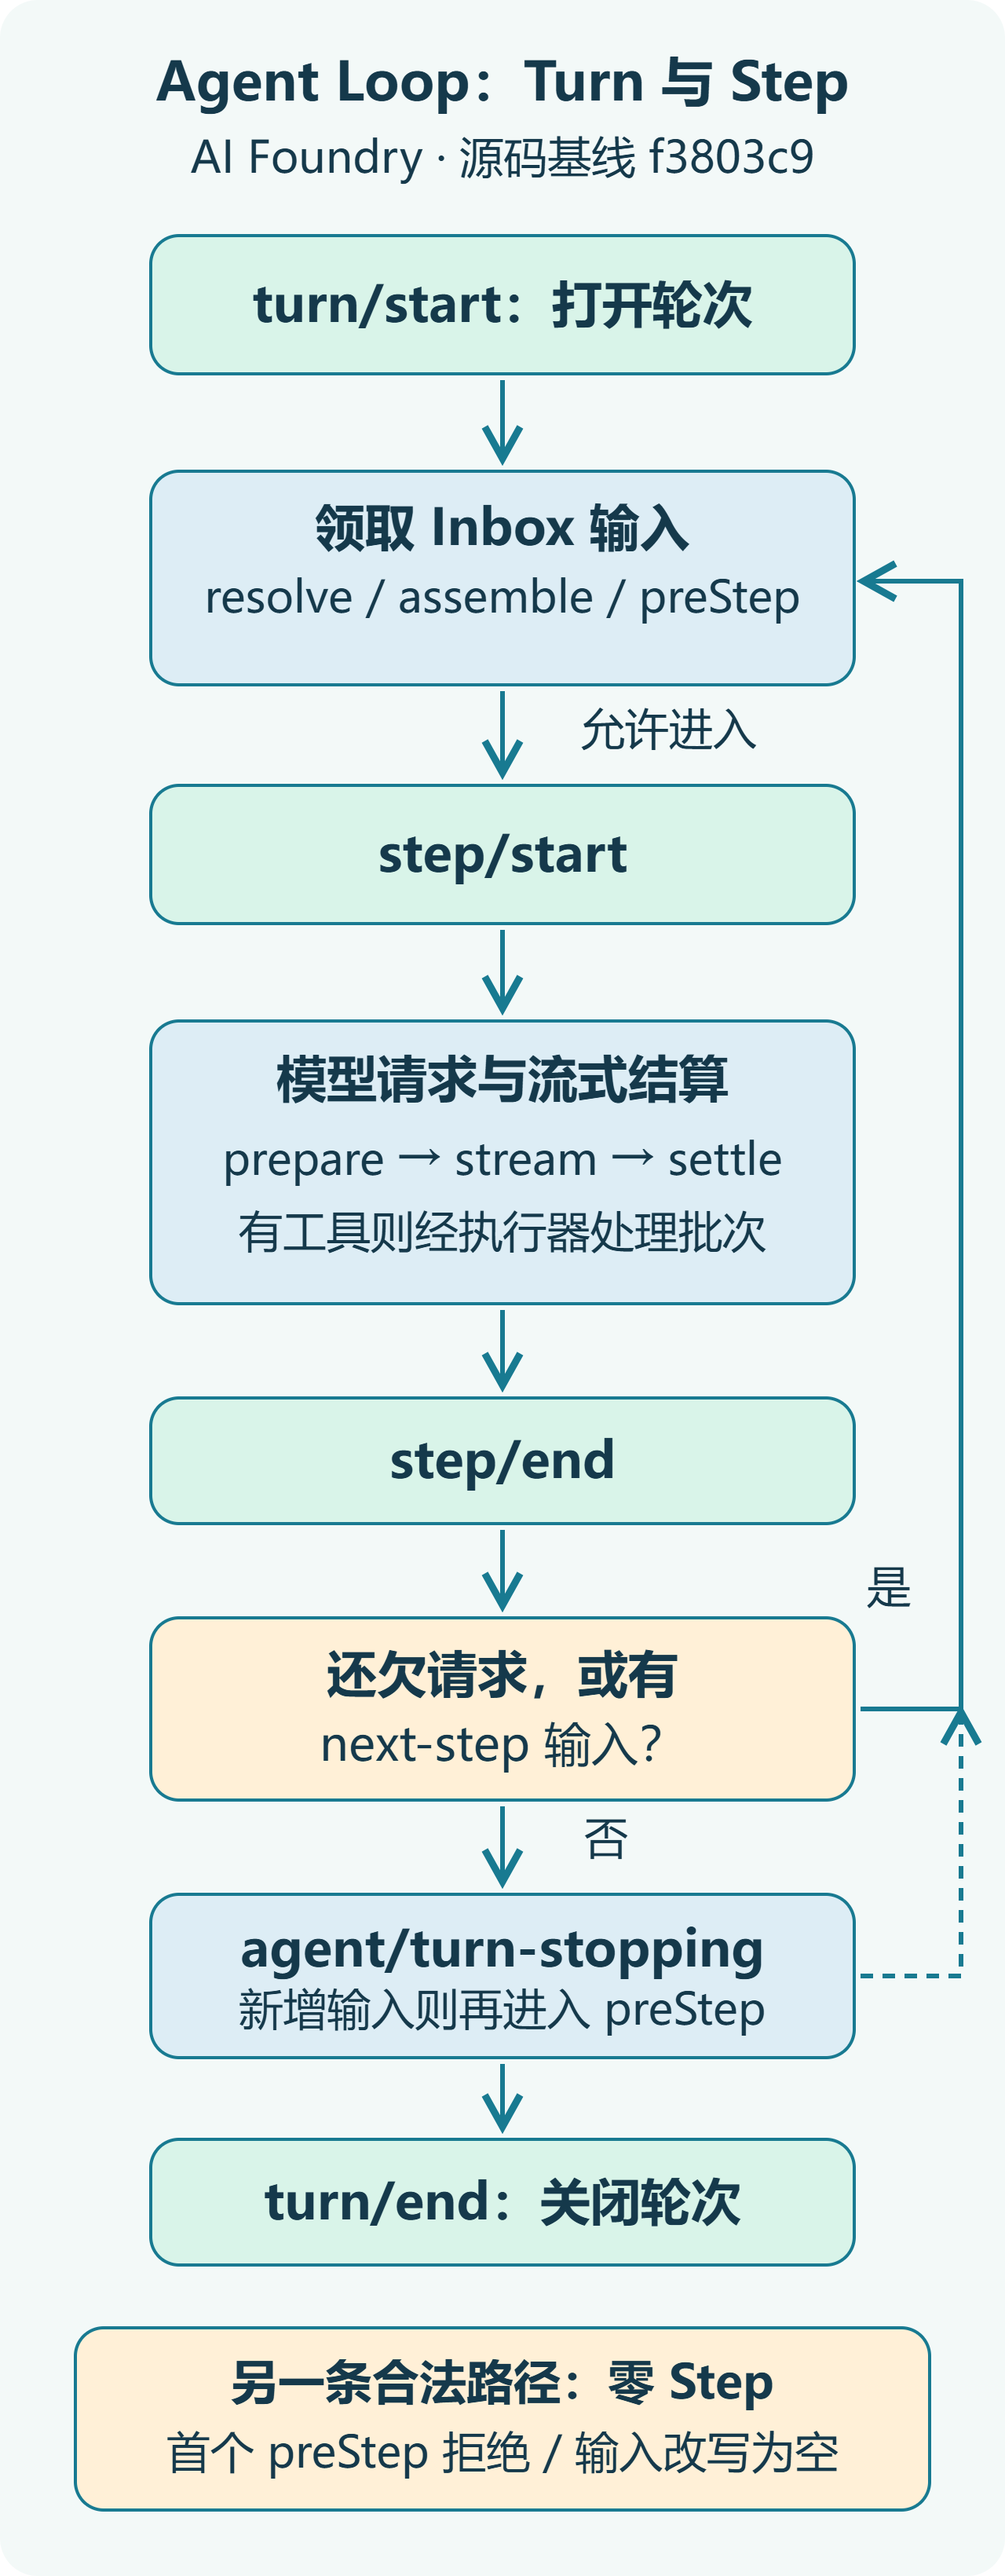 Agent Loop：Turn 与 Step
AI Foundry · 源码基线 f3803c9
turn/start：打开轮次
领取 Inbox 输入
resolve / assemble / preStep
允许进入
step/start
模型请求与流式结算
prepare → stream → settle
有工具则经执行器处理批次
step/end
是
还欠请求，或有
next-step 输入？
否
agent/turn-stopping
新增输入则再进入 preStep
turn/end：关闭轮次
另一条合法路径：零 Step
首个 preStep 拒绝 / 输入改写为空